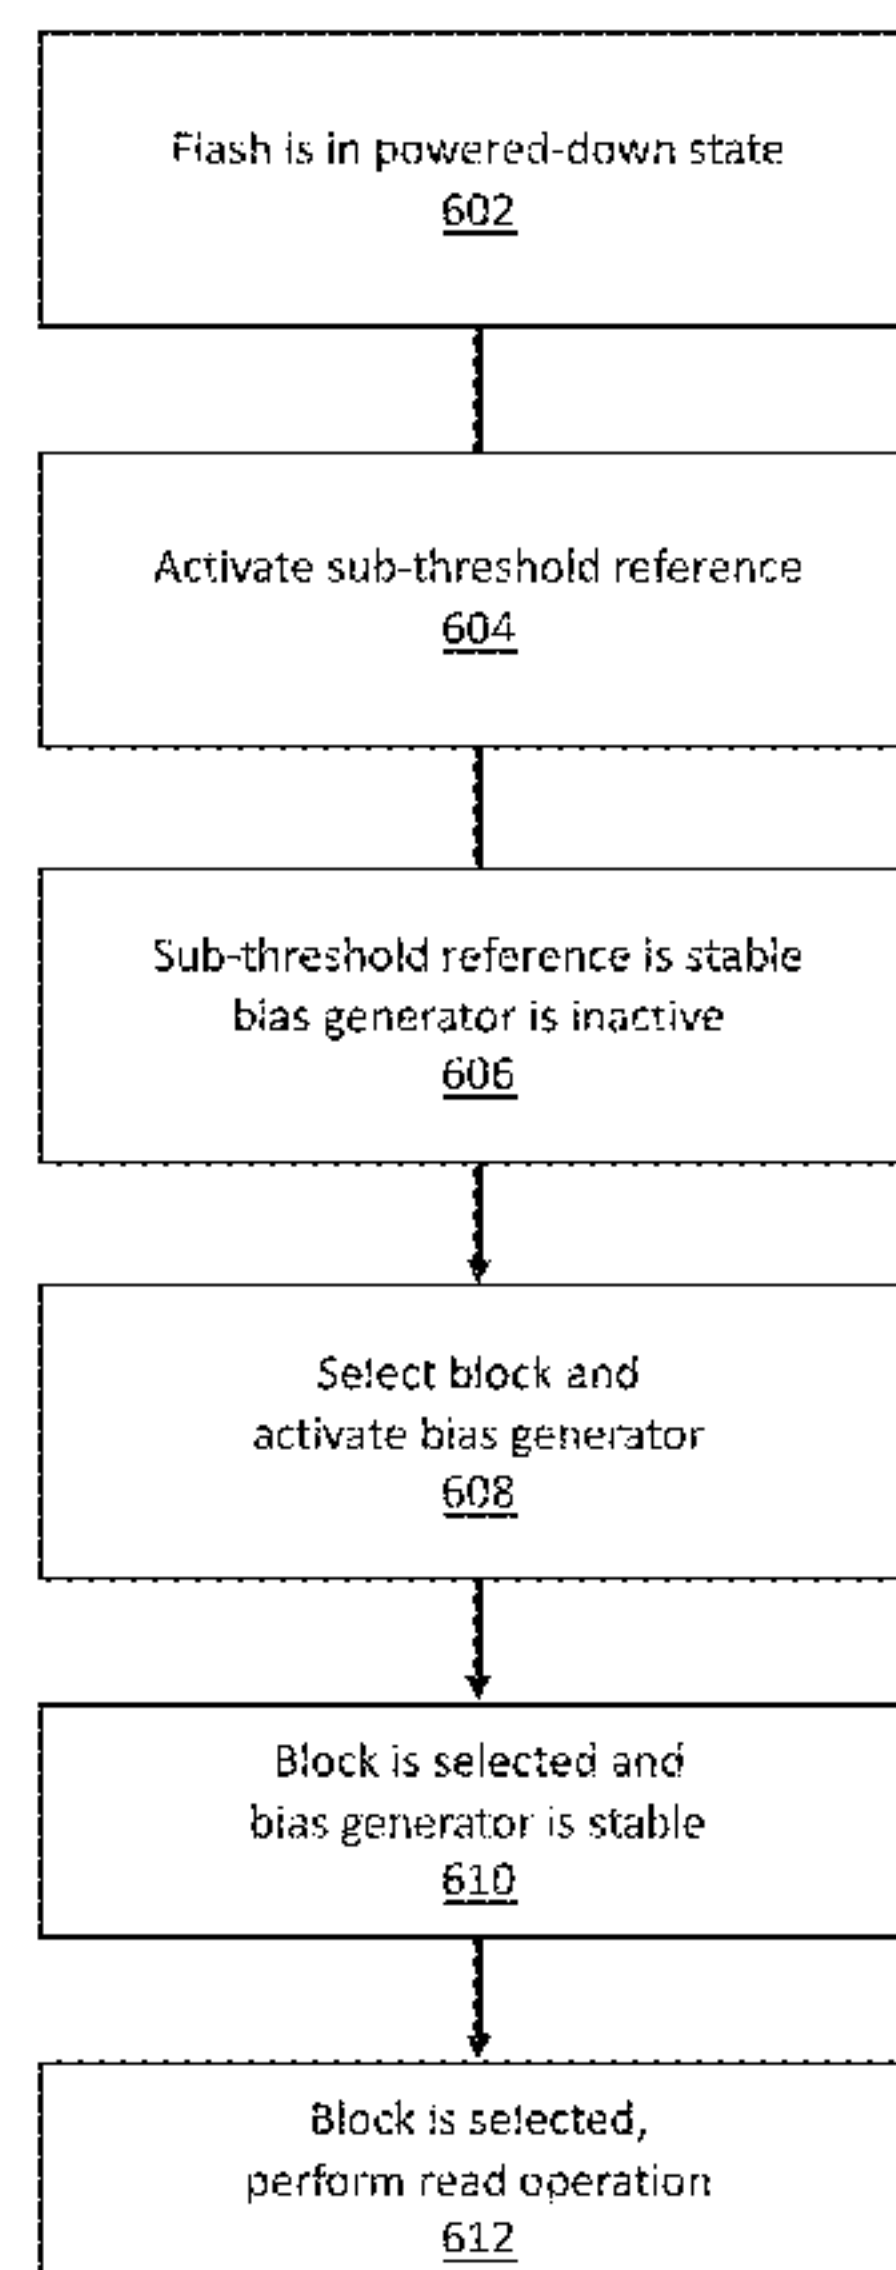 Flash is in powered-down state
602
Activate sub-threshold reference
604
Sub-threshold reference is stable
bias generator is inactive
606
Select block and
activate bias generator
608
Block is selected and
bias generator is stable
610
Block is selected,
perform read operation
612